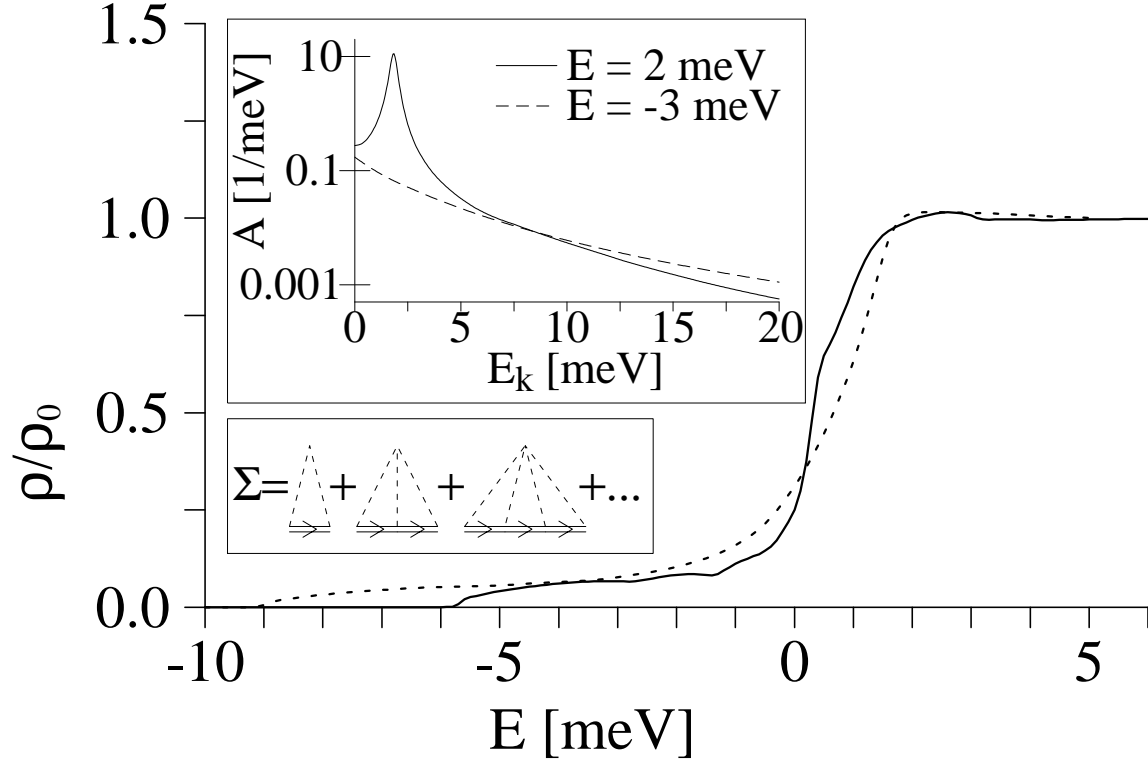 1.5
1.0
0.5
0.0
ρ/ρ0
-10
-5
0
5
E [meV]
10
0.1
0.001
A [1/meV]
E = 2 meV
E = -3 meV
0
5
10
15
20
Ek [meV]
Σ= + + +...